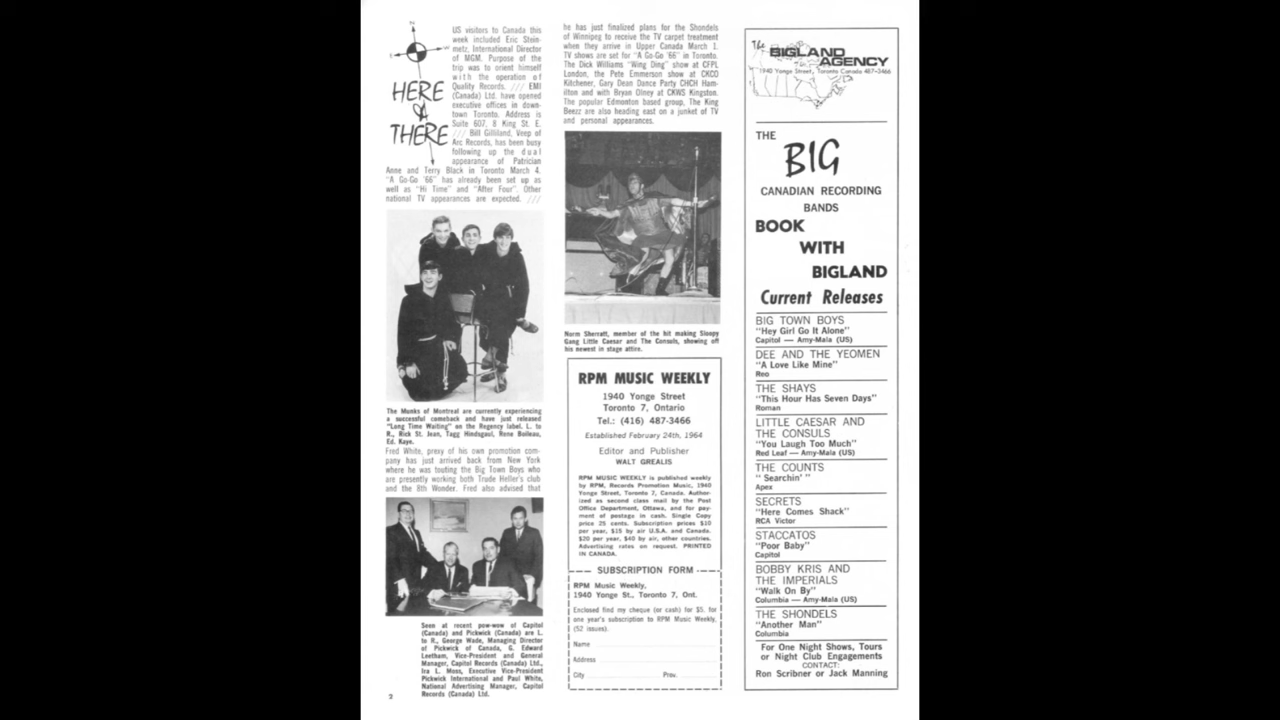 N
W
HERE
&
THERE
US visitors to Canada this
week included Eric Stein-
metz, International Director
of MGM. Purpose of the
trip was to orient himself
with the operation of
Quality Records. /// EMI
(Canada) Ltd. have opened
executive offices in down-
town Toronto. Address is
Suite 607, 8 King St. E.
/// Bill Gilliland, Veep of
Arc Records, has been busy
following up the dual
appearance of Patrician
Anne and Terry Black in Toronto March 4.
"A Go-Go '66" has already been set up as
well as "Hi Time" and "After Four". Other
national TV appearances are expected. ///
The Munks of Montreal are currently experiencing
a successful comeback and have just released
"Long Time Waiting" on the Regency label. L. to
R., Rick St. Jean, Tagg Hindsgaul, Rene Boileau,
Ed. Kaye.
Fred White, prexy of his own promotion com-
pany has just arrived back from New York
where he was touting the Big Town Boys who
are presently working both Trude Heller's club
and the 8th Wonder. Fred also advised that
Seen at recent pow-wow of Capitol
(Canada) and Pickwick (Canada) are L.
to R., George Wade, Managing Director
of Pickwick of Canada, G. Edward
Leetham, Vice-President and General
Manager, Capitol Records (Canada) Ltd.,
Ira L. Moss, Executive Vice-President
Pickwick International and Paul White,
National Advertising Manager, Capitol
Records (Canada) Ltd.
2
he has just finalized plans for the Shondels
of Winnipeg to receive the TV carpet treatment
when they arrive in Upper Canada March 1.
TV shows are set for "A Go-Go '66" in Toronto.
The Dick Williams "Wing Ding" show at CFPL
London, the Pete Emmerson show at CKCO
Kitchener, Gary Dean Dance Party CHCH Ham-
ilton and with Bryan Olney at CKWS Kingston.
The popular Edmonton based group, The King
Beezz are also heading east on a junket of TV
and personal appearances.
Norm Sherratt, member of the hit making Sloopy
Gang Little Caesar and The Consuls, showing off
his newest in stage attire.
RPM MUSIC WEEKLY
1940 Yonge Street
Toronto 7, Ontario
Tel.: (416) 487-3466
Established February 24th, 1964
Editor and Publisher
WALT GREALIS
RPM MUSIC WEEKLY is published weekly
by RPM, Records Promotion Music, 1940
Yonge Street, Toronto 7, Canada. Author-
ized as second class mail by the Post
Office Department, Ottawa, and for pay-
ment of postage in cash. Single Copy
price 25 cents. Subscription prices $10
per year, $15 by air U.S.A. and Canada.
$20 per year, $40 by air, other countries.
Advertising rates on request. PRINTED
IN CANADA.
SUBSCRIPTION FORM
RPM Music Weekly,
1940 Yonge St., Toronto 7, Ont.
Enclosed find my cheque (or cash) for $5. for
one year's subscription to RPM Music Weekly,
(52 issues).
Name
Address
City Prov.
The BIGLAND
AGENCY
1940 Yonge Street, Toronto Canada 487-3466
THE
BIG
CANADIAN RECORDING
BANDS
BOOK
WITH
BIGLAND
Current Releases
BIG TOWN BOYS
"Hey Girl Go It Alone"
Capitol — Amy-Mala (US)
DEE AND THE YEOMEN
"A Love Like Mine"
Reo
THE SHAYS
"This Hour Has Seven Days"
Roman
LITTLE CAESAR AND
THE CONSULS
"You Laugh Too Much"
Red Leaf — Amy-Mala (US)
THE COUNTS
" Searchin' "
Apex
SECRETS
"Here Comes Shack"
RCA Victor
STACCATOS
"Poor Baby"
Capitol
BOBBY KRIS AND
THE IMPERIALS
"Walk On By"
Columbia — Amy-Mala (US)
THE SHONDELS
"Another Man"
Columbia
For One Night Shows, Tours
or Night Club Engagements
CONTACT:
Ron Scribner or Jack Manning